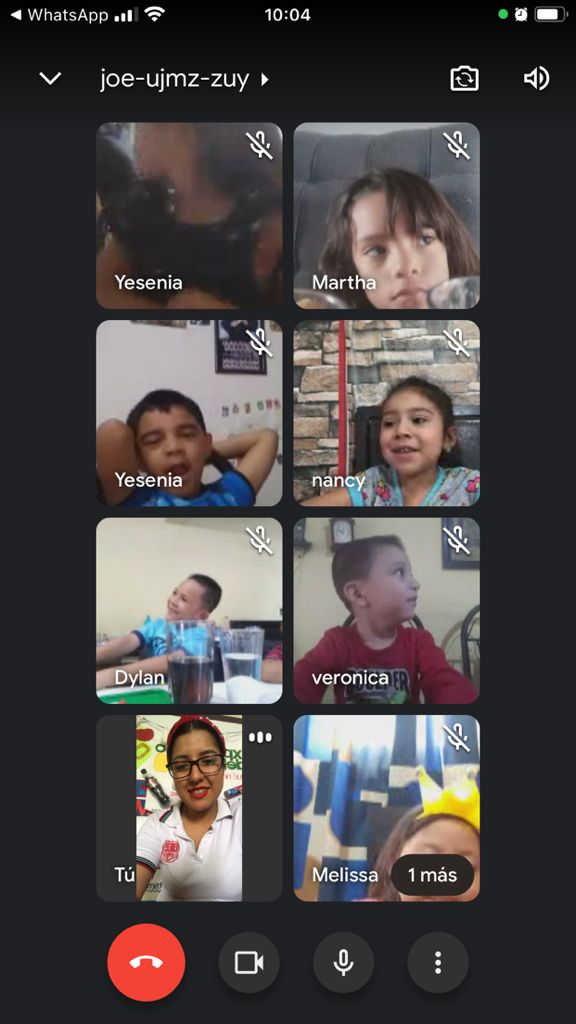 WhatsApp
10:04
joe-ujmz-zuy
Yesenia
Martha
Yesenia
nancy
Dylan
veronica
Tú
Melissa
1 más